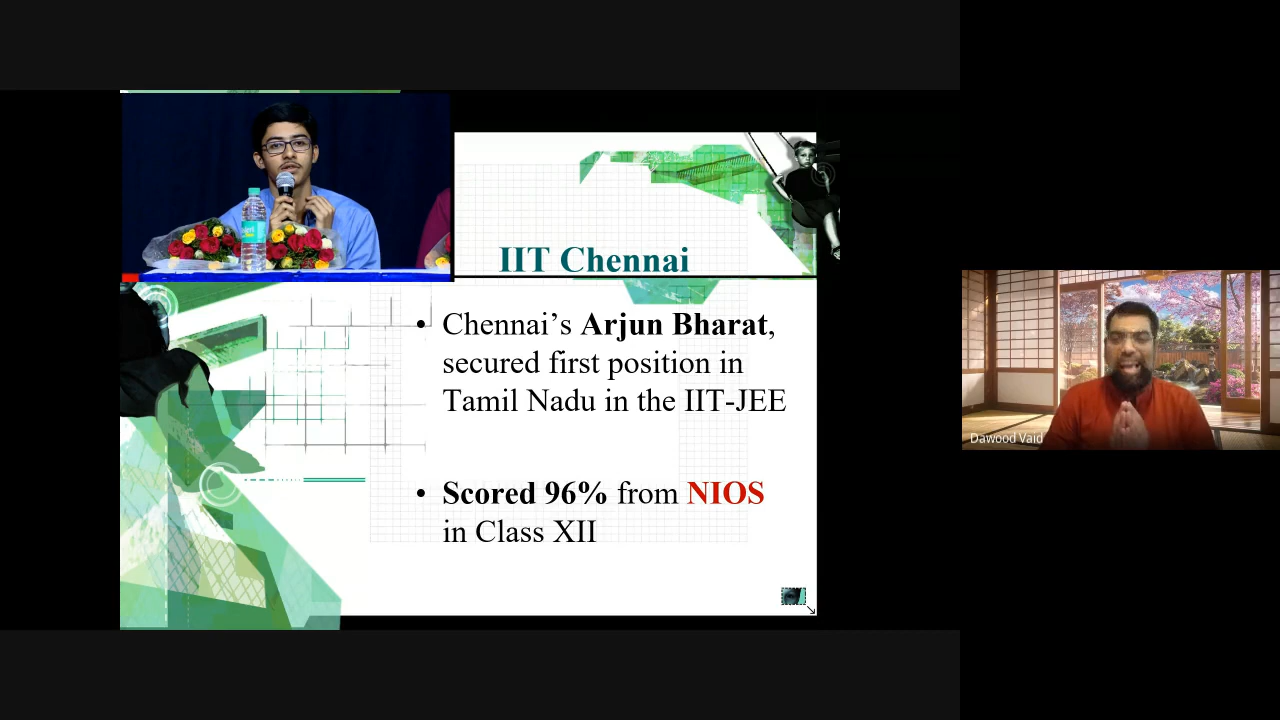 IIT Chennai
• Chennai’s Arjun Bharat,
secured first position in
Tamil Nadu in the IIT-JEE
• Scored 96% from NIOS
in Class XII
Dawood Vaid